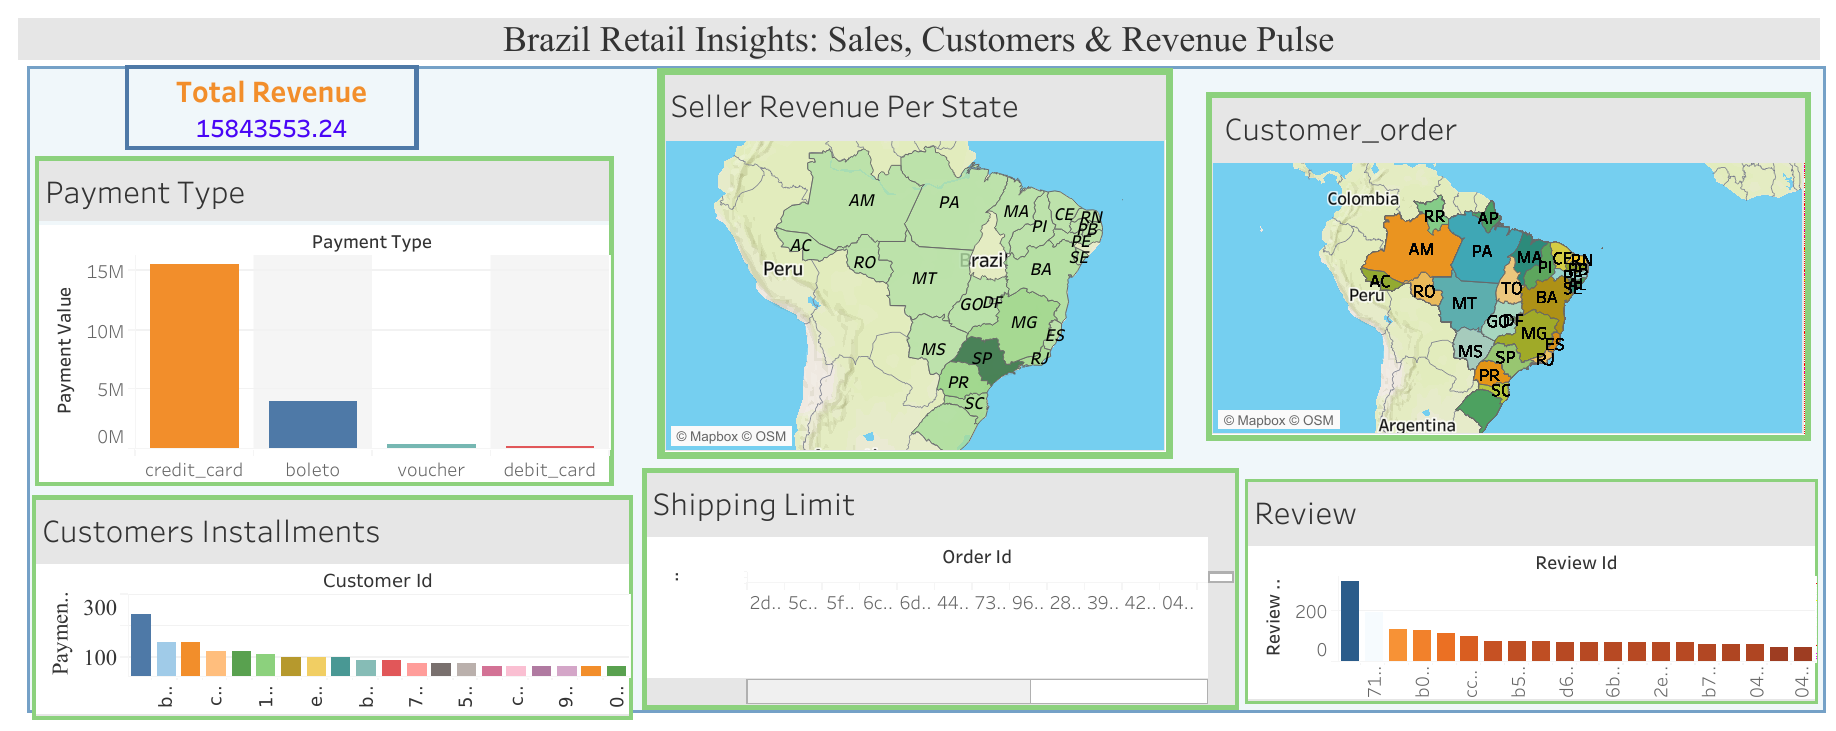 Brazil Retail Insights: Sales, Customers & Revenue Pulse
Total Revenue
15843553.24
Payment Type
Payment Type
Payment Value
15M
10M
5M
0M
credit_card
boleto
voucher
debit_card
Seller Revenue Per State
AM
PA
MA
CE
RN
PI
PB
PE
SE
AC
RO
Peru
Brazi
MT
BA
GO
DF
MG
ES
MS
SP
RJ
PR
SC
© Mapbox © OSM
Customer_order
Colombia
RR
AP
AM
PA
MA
CE
RN
PI
AC
Peru
RO
TO
BA
MT
GO
DF
MG
ES
MS
SP
RJ
PR
SC
© Mapbox © OSM
Argentina
Customers Installments
Customer Id
Paymen..
300
100
b..
c..
1..
e..
b..
7..
5..
c..
9..
0..
Shipping Limit
Order Id
:
2d.. 5c.. 5f.. 6c.. 6d.. 44.. 73.. 96.. 28.. 39.. 42.. 04..
Review
Review Id
Review ..
200
0
71..
b0..
cc..
b5..
d6..
6b..
2e..
b7..
04..
04..